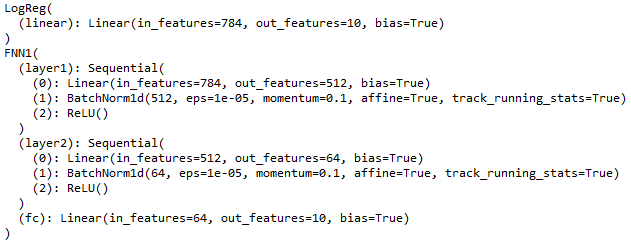 LogReg(
  (linear): Linear(in_features=784, out_features=10, bias=True)
)
FNN1(
  (layer1): Sequential(
    (0): Linear(in_features=784, out_features=512, bias=True)
    (1): BatchNorm1d(512, eps=1e-05, momentum=0.1, affine=True, track_running_stats=True)
    (2): ReLU()
  )
  (layer2): Sequential(
    (0): Linear(in_features=512, out_features=64, bias=True)
    (1): BatchNorm1d(64, eps=1e-05, momentum=0.1, affine=True, track_running_stats=True)
    (2): ReLU()
  )
  (fc): Linear(in_features=64, out_features=10, bias=True)
)